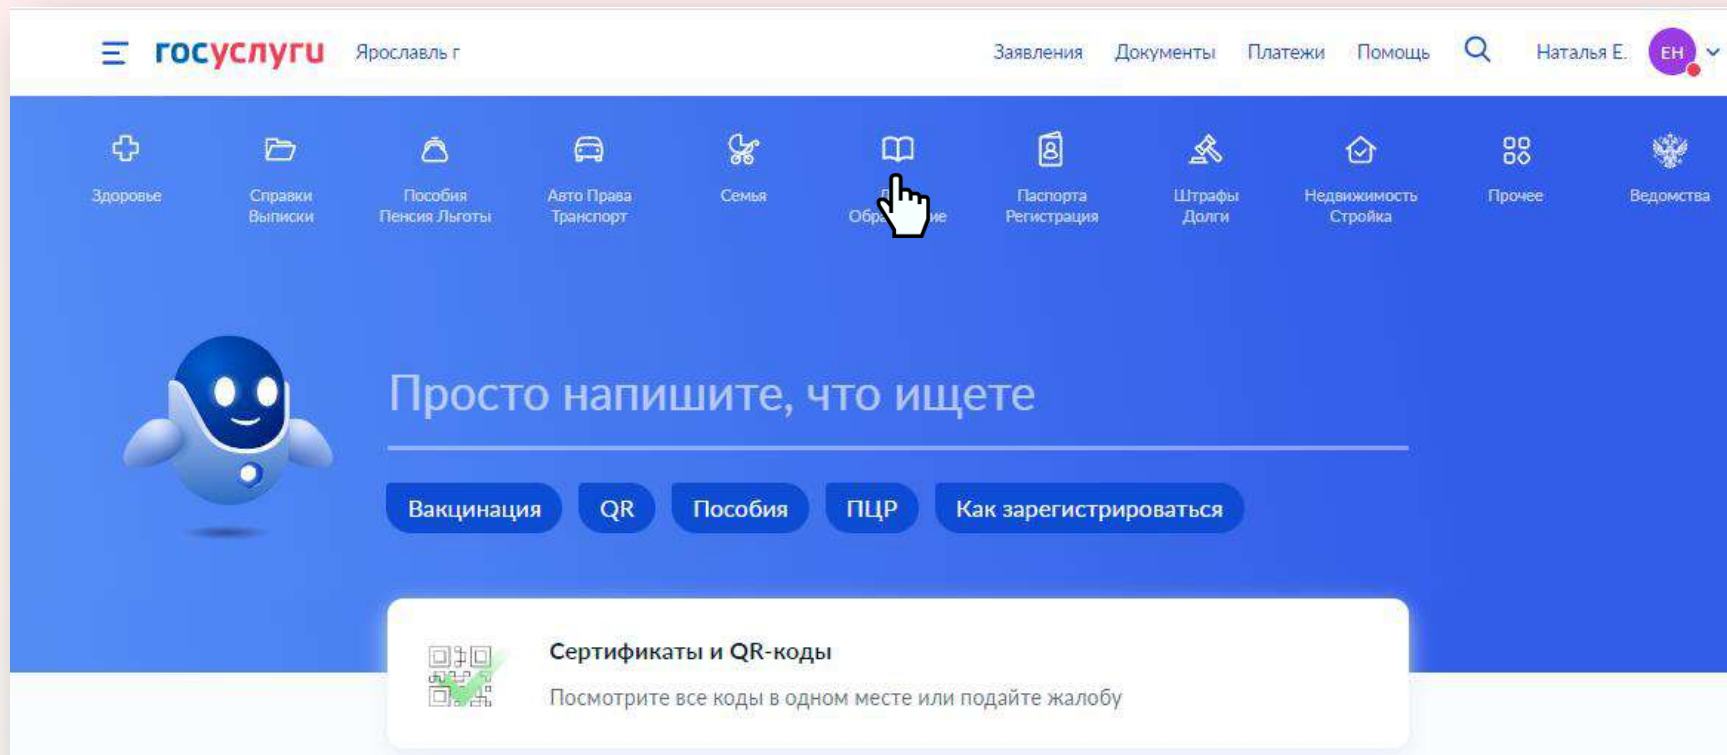 госуслуги Ярославль г Заявления Документы Платежи Помощь Наталья Е. ЕН
Здоровье
Справки
Выписки
Пособия
Пенсия Льготы
Авто Права
Транспорт
Семья
Паспорта
Регистрация
Штрафы
Долги
Недвижимость
Стройка
Прочее
Ведомства
Просто напишите, что ищете
Вакцинация QR Пособия ПЦР Как зарегистрироваться
Сертификаты и QR-коды
Посмотрите все коды в одном месте или подайте жалобу